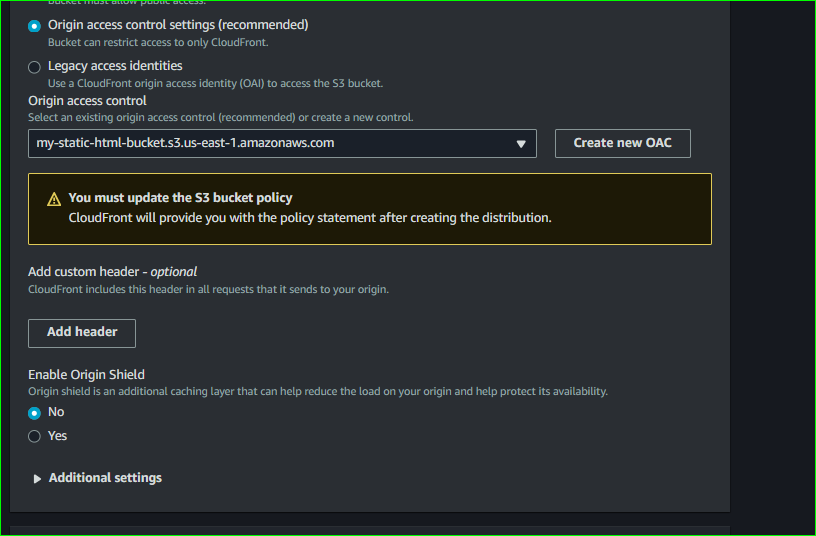 Bucket must allow public access.
Origin access control settings (recommended)
Bucket can restrict access to only CloudFront.
Legacy access identities
Use a CloudFront origin access identity (OAI) to access the S3 bucket.
Origin access control
Select an existing origin access control (recommended) or create a new control.
my-static-html-bucket.s3.us-east-1.amazonaws.com
Create new OAC
You must update the S3 bucket policy
CloudFront will provide you with the policy statement after creating the distribution.
Add custom header - optional
CloudFront includes this header in all requests that it sends to your origin.
Add header
Enable Origin Shield
Origin shield is an additional caching layer that can help reduce the load on your origin and help protect its availability.
No
Yes
Additional settings